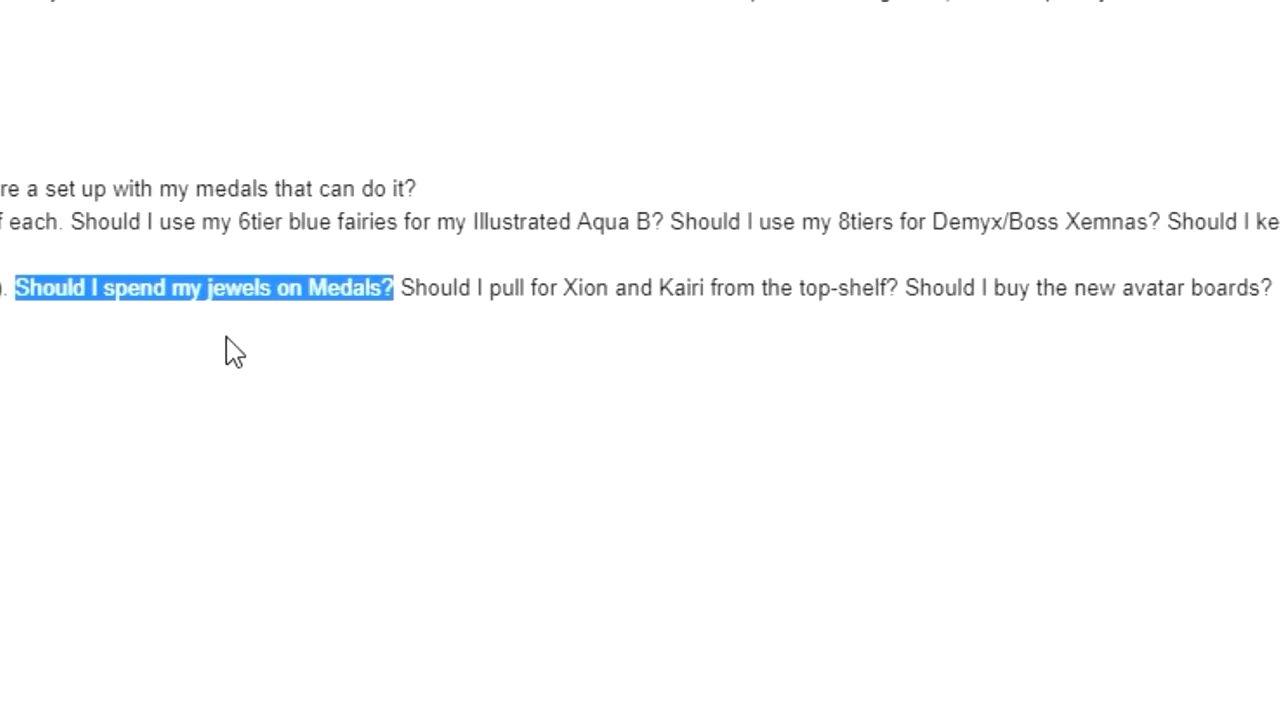 re a set up with my medals that can do it?
f each. Should I use my 6tier blue fairies for my Illustrated Aqua B? Should I use my 8tiers for Demyx/Boss Xemnas? Should I ke
). Should I spend my jewels on Medals? Should I pull for Xion and Kairi from the top-shelf? Should I buy the new avatar boards?